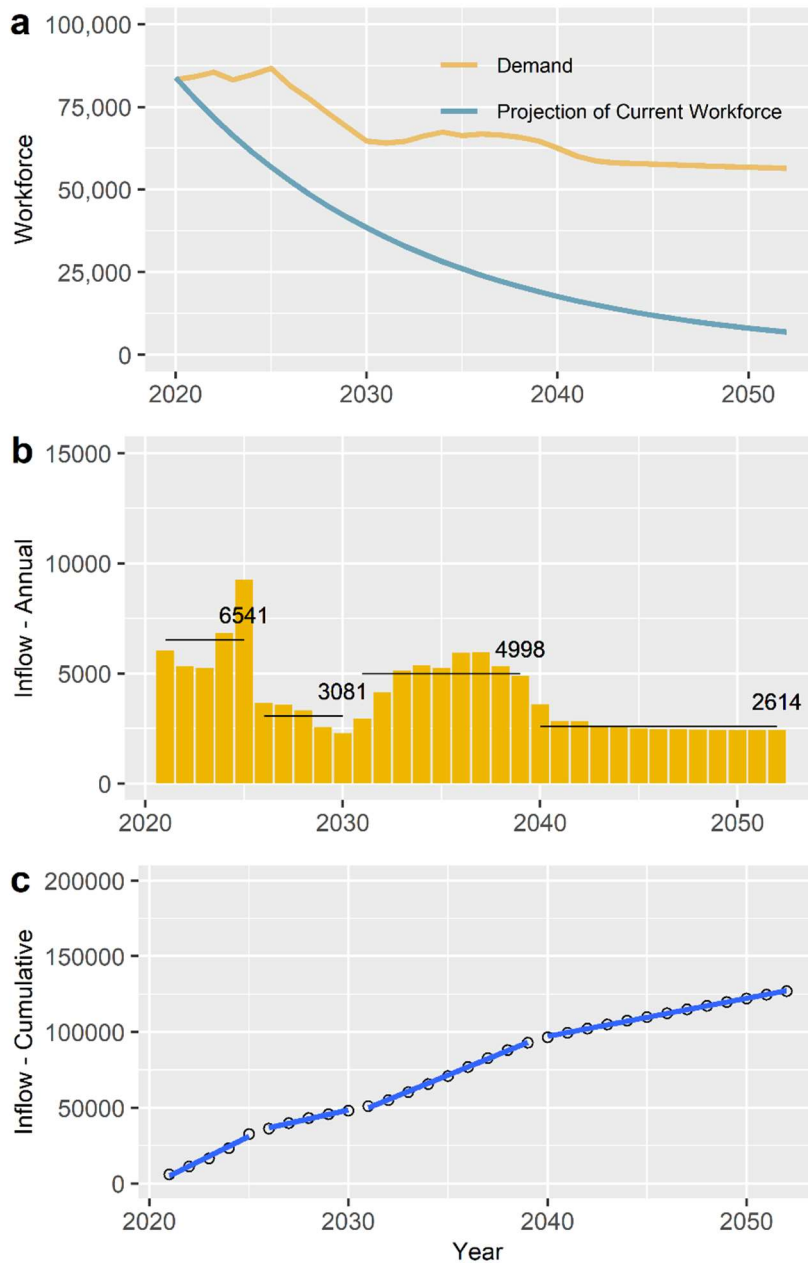 a
100,000
75,000
50,000
25,000
0
Workforce
Demand
Projection of Current Workforce
2020 2030 2040 2050
b
15000
10000
5000
0
Inflow - Annual
6541
3081
4998
2614
2020 2030 2040 2050
c
200000
150000
100000
50000
0
Inflow - Cumulative
2020 2030 2040 2050
Year